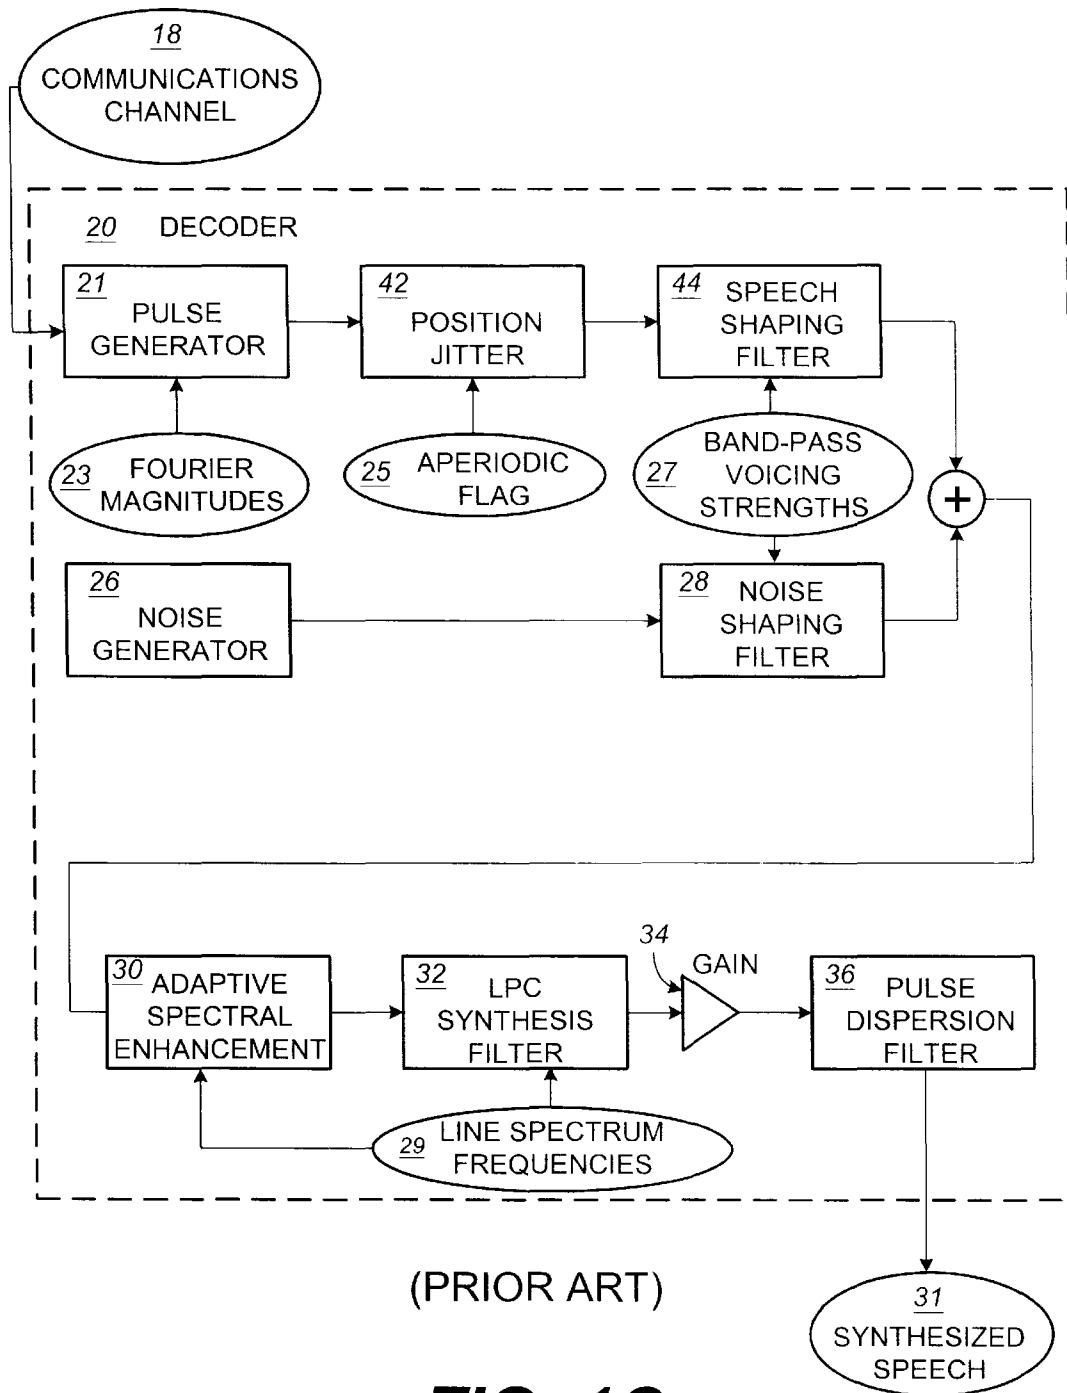 18
COMMUNICATIONS
CHANNEL
20 DECODER
21
PULSE
GENERATOR
42
POSITION
JITTER
44 SPEECH
SHAPING
FILTER
23 FOURIER
MAGNITUDES
25 APERIODIC
FLAG
27 BAND-PASS
VOICING
STRENGTHS
+
26
NOISE
GENERATOR
28 NOISE
SHAPING
FILTER
30 ADAPTIVE
SPECTRAL
ENHANCEMENT
32 LPC
SYNTHESIS
FILTER
34
GAIN
36 PULSE
DISPERSION
FILTER
29 LINE SPECTRUM
FREQUENCIES
(PRIOR ART)
31
SYNTHESIZED
SPEECH